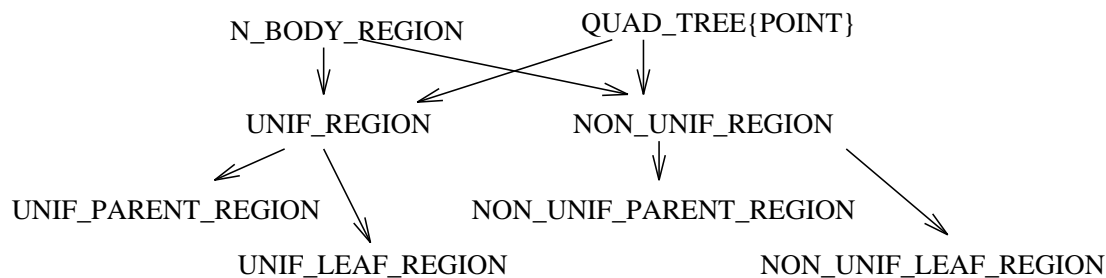 N_BODY_REGION
QUAD_TREE{POINT}
UNIF_REGION
NON_UNIF_REGION
UNIF_PARENT_REGION
NON_UNIF_PARENT_REGION
UNIF_LEAF_REGION
NON_UNIF_LEAF_REGION